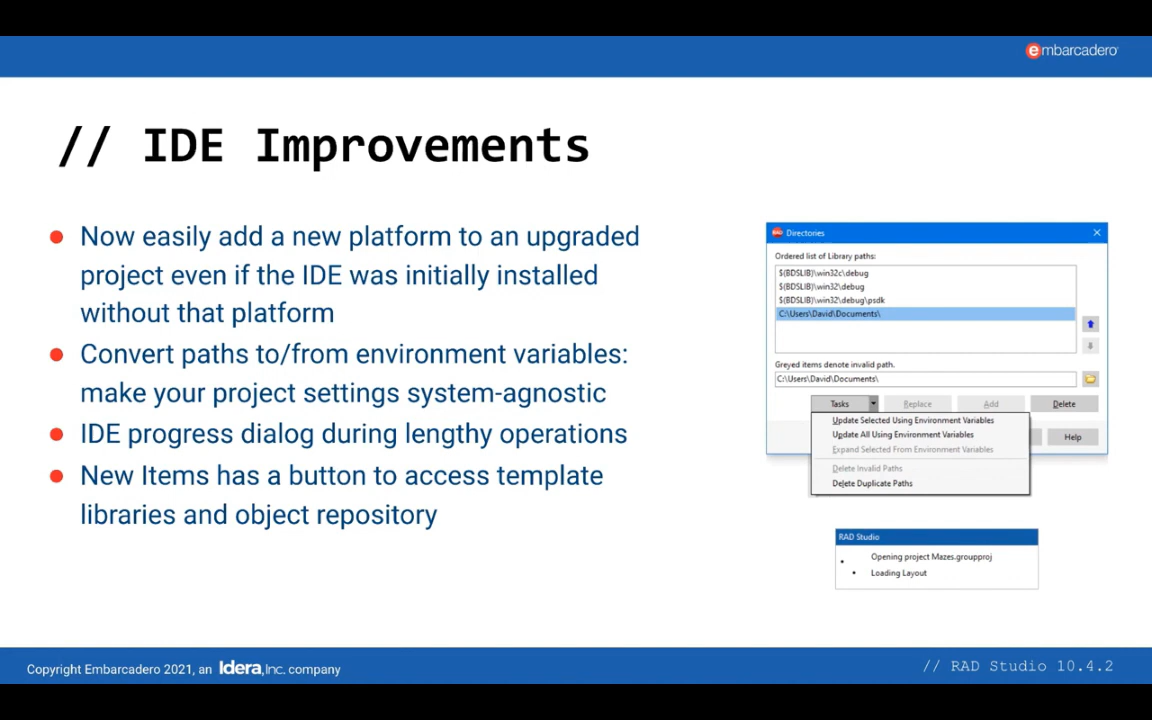 embarcadero
// IDE Improvements
Now easily add a new platform to an upgraded
project even if the IDE was initially installed
without that platform
Convert paths to/from environment variables:
make your project settings system-agnostic
IDE progress dialog during lengthy operations
New Items has a button to access template
libraries and object repository
Directories
Ordered list of Library paths:
$(BDSLIB)\win32c\debug
$(BDSLIB)\win32\debug
$(BDSLIB)\win32\debug\psdk
C:\Users\David\Documents\
Greyed items denote invalid path.
C:\Users\David\Documents\
Tasks Replace Add Delete
Update Selected Using Environment Variables
Update All Using Environment Variables
Expand Selected From Environment Variables
Delete Invalid Paths
Delete Duplicate Paths
Help
RAD Studio
Opening project Mazes.groupproj
Loading Layout
Copyright Embarcadero 2021, an Idera, Inc. company
// RAD Studio 10.4.2